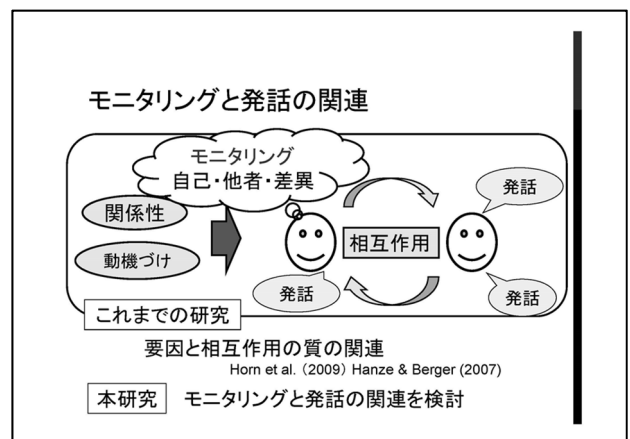 モニタリングと発話の関連
モニタリング
自己・他者・差異
関係性
動機づけ
相互作用
発話
発話
発話
これまでの研究
要因と相互作用の質の関連
Horn et al.（2009）Hanze & Berger (2007)
本研究 モニタリングと発話の関連を検討